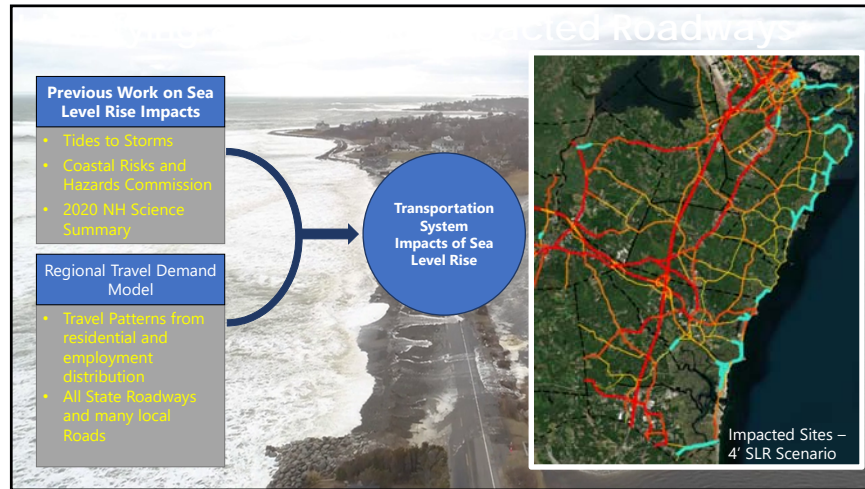 Impacted Roadways
Previous Work on Sea
Level Rise Impacts
• Tides to Storms
• Coastal Risks and
Hazards Commission
• 2020 NH Science
Summary
Regional Travel Demand
Model
• Travel Patterns from
residential and
employment
distribution
• All State Roadways
and many local
Roads
Transportation
System
Impacts of Sea
Level Rise
Impacted Sites –
4’ SLR Scenario